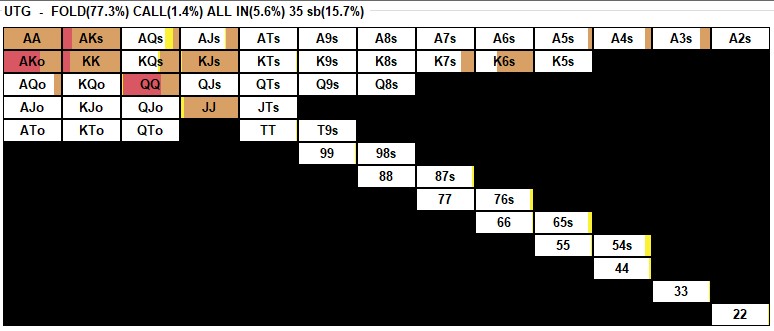 UTG - FOLD(77.3%) CALL(1.4%) ALL IN(5.6%) 35 sb(15.7%)
AA AKs AQs AJs ATs A9s A8s A7s A6s A5s A4s A3s A2s
AKo KK KQs KJs KTs K9s K8s K7s K6s K5s
AQo KQo QQ QJs QTs Q9s Q8s
AJo KJo QJo JJ JTs
ATo KTo QTo TT T9s
99 98s
88 87s
77 76s
66 65s
55 54s
44
33
22